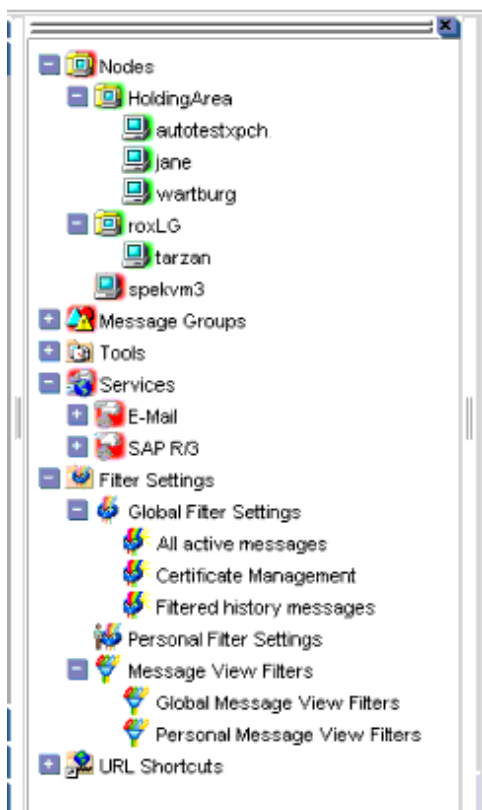 Nodes
HoldingArea
autotestxpch.
jane
wartburg
roxLG
tarzan
spekvm3
Message Groups
Tools
Services
E-Mail
SAP R/3
Filter Settings
Global Filter Settings
All active messages
Certificate Management
Filtered history messages
Personal Filter Settings
Message View Filters
Global Message View Filters
Personal Message View Filters
URL Shortcuts